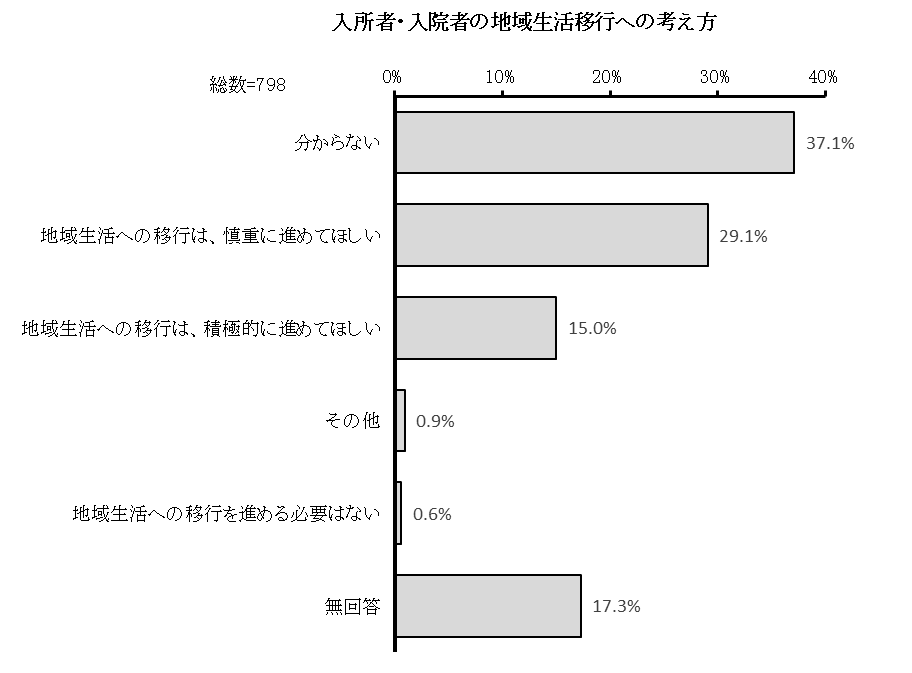 入所者・入院者の地域生活移行への考え方
総数=798
0% 10% 20% 30% 40%
分からない 37.1%
地域生活への移行は、慎重に進めてほしい 29.1%
地域生活への移行は、積極的に進めてほしい 15.0%
その他 0.9%
地域生活への移行を進める必要はない 0.6%
無回答 17.3%